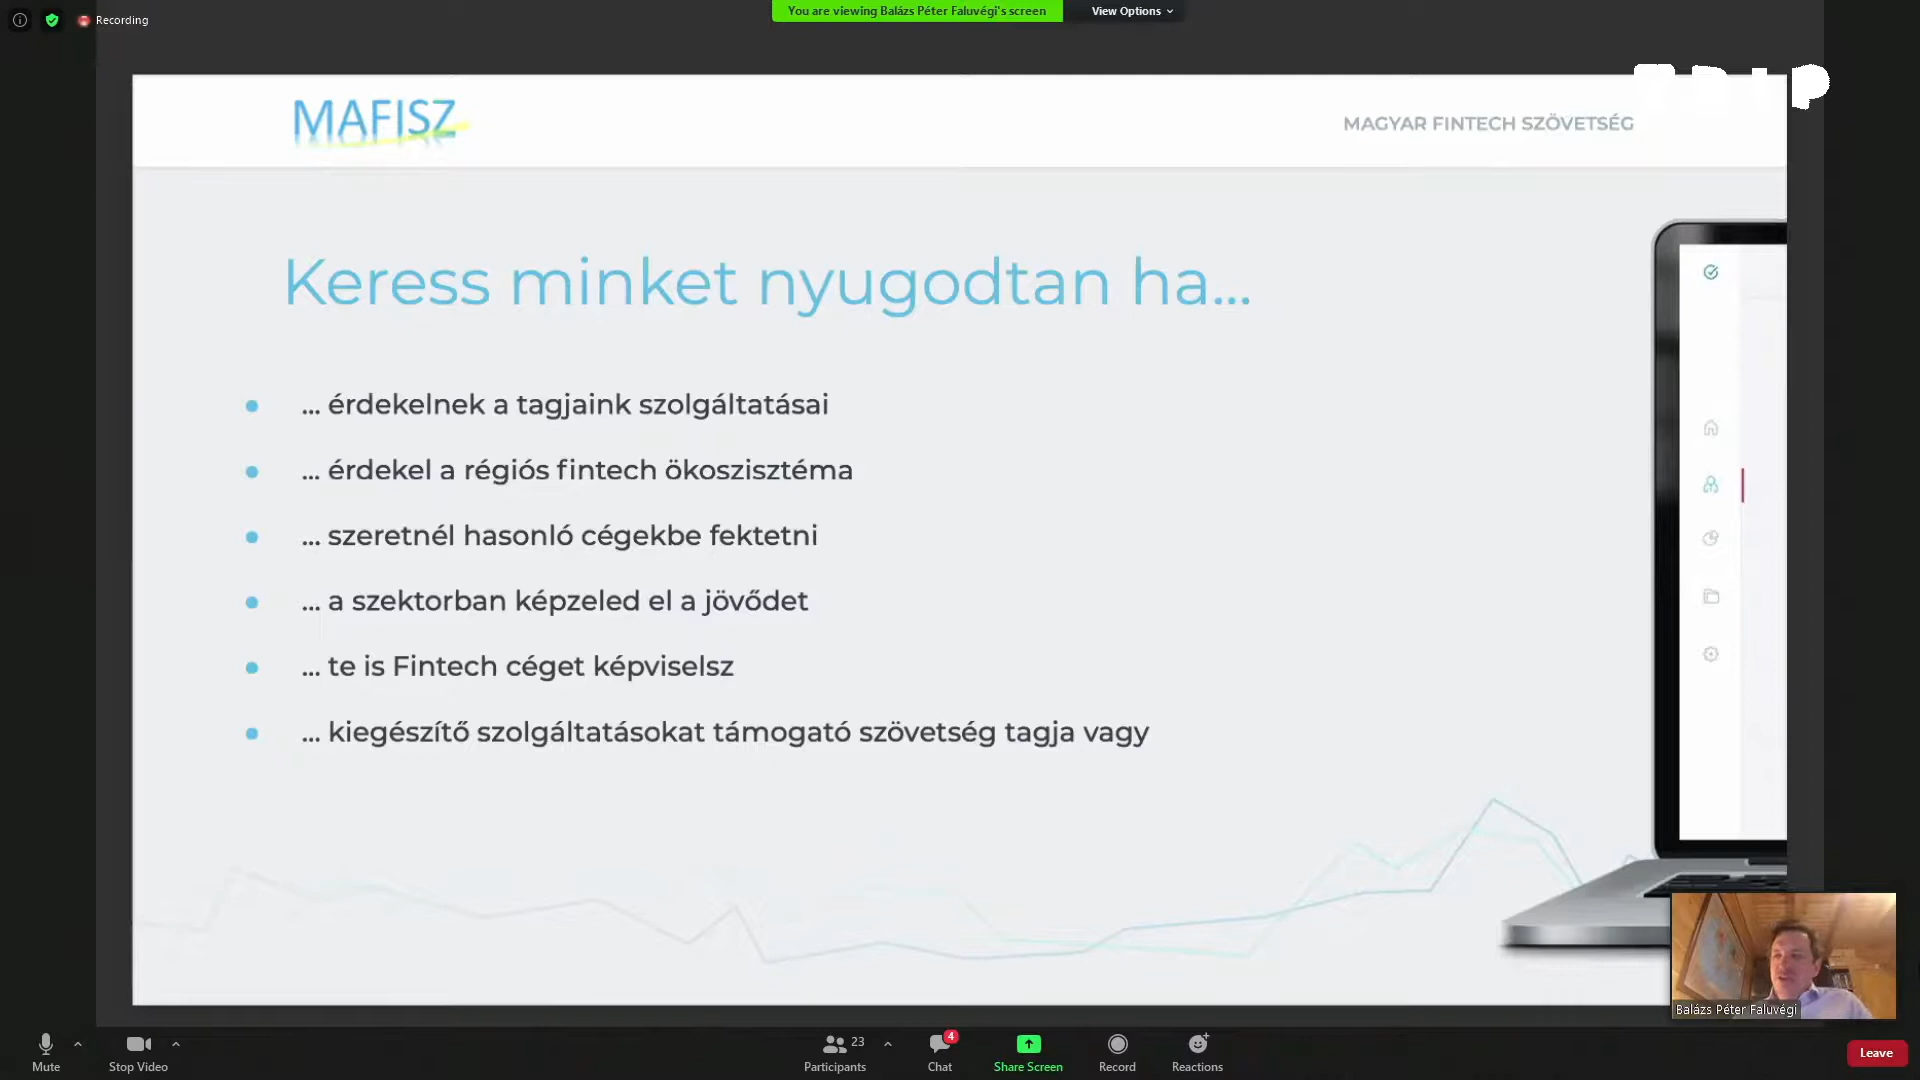 Recording
You are viewing Balázs Péter Faluvégi's screen
View Options
MAFISZ
MAGYAR FINTECH SZÖVETSÉG
Keress minket nyugodtan ha...
... érdekelnek a tagjaink szolgáltatásai
... érdekel a régiós fintech ökoszisztéma
... szeretnél hasonló cégekbe fektetni
... a szektorban képzeled el a jövődet
... te is Fintech céget képviselsz
... kiegészítő szolgáltatásokat támogató szövetség tagja vagy
Balázs Péter Faluvégi
Mute
Stop Video
23
Participants
4
Chat
Share Screen
Record
Reactions
Leave